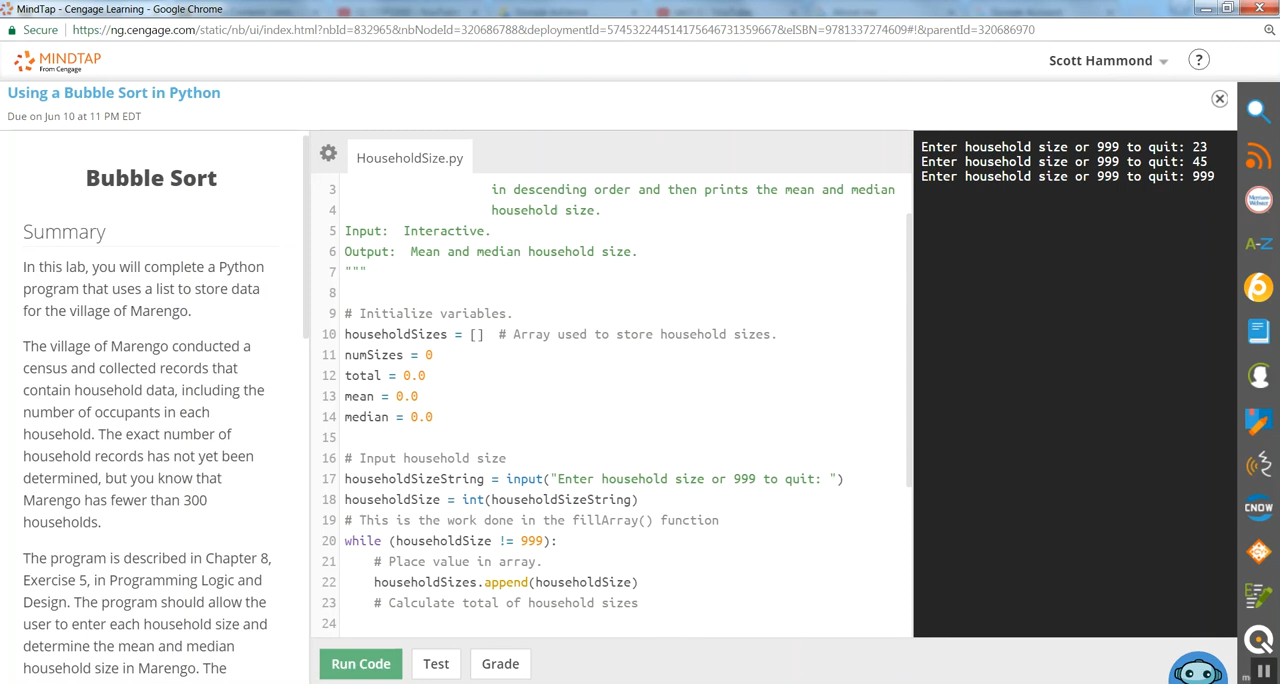 MindTap - Cengage Learning - Google Chrome
Secure https://ng.cengage.com/static/nb/ui/index.html?nbId=832965&nbNodeId=320686788&deploymentId=57453224451417564673135966​7&eISBN=9781337274609#!&parentId=320686970
MINDTAP
From Cengage
Scott Hammond
?
Using a Bubble Sort in Python
Due on Jun 10 at 11 PM EDT
Bubble Sort
Summary
In this lab, you will complete a Python
program that uses a list to store data
for the village of Marengo.
The village of Marengo conducted a
census and collected records that
contain household data, including the
number of occupants in each
household. The exact number of
household records has not yet been
determined, but you know that
Marengo has fewer than 300
households.
The program is described in Chapter 8,
Exercise 5, in Programming Logic and
Design. The program should allow the
user to enter each household size and
determine the mean and median
household size in Marengo. The
HouseholdSize.py
3 in descending order and then prints the mean and median
4 household size.
5 Input: Interactive.
6 Output: Mean and median household size.
7 """
8
9 # Initialize variables.
10 householdSizes = [] # Array used to store household sizes.
11 numSizes = 0
12 total = 0.0
13 mean = 0.0
14 median = 0.0
15
16 # Input household size
17 householdSizeString = input("Enter household size or 999 to quit: ")
18 householdSize = int(householdSizeString)
19 # This is the work done in the fillArray() function
20 while (householdSize != 999):
21 # Place value in array.
22 householdSizes.append(householdSize)
23 # Calculate total of household sizes
24
Run Code Test Grade
Enter household size or 999 to quit: 23
Enter household size or 999 to quit: 45
Enter household size or 999 to quit: 999
Merriam
Webster
A-Z
CNOW